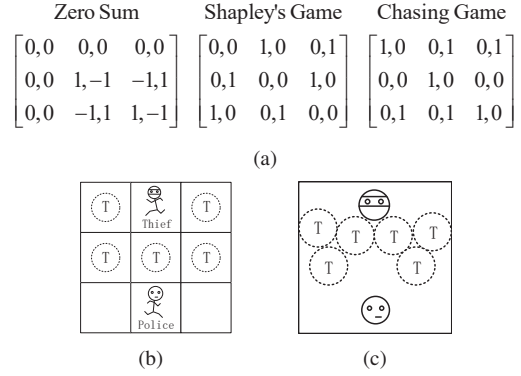 Zero Sum Shapley's Game Chasing Game
0,0 0,0 0,0 0,0 1,0 0,1 1,0 0,1 0,1
0,0 1,−1 −1,1 0,1 0,0 1,0 0,0 1,0 0,0
0,0 −1,1 1,−1 1,0 0,1 0,0 0,1 0,1 1,0
(a)
T T
Thief
T T T
Police
(b)
T T T T
T T
(c)